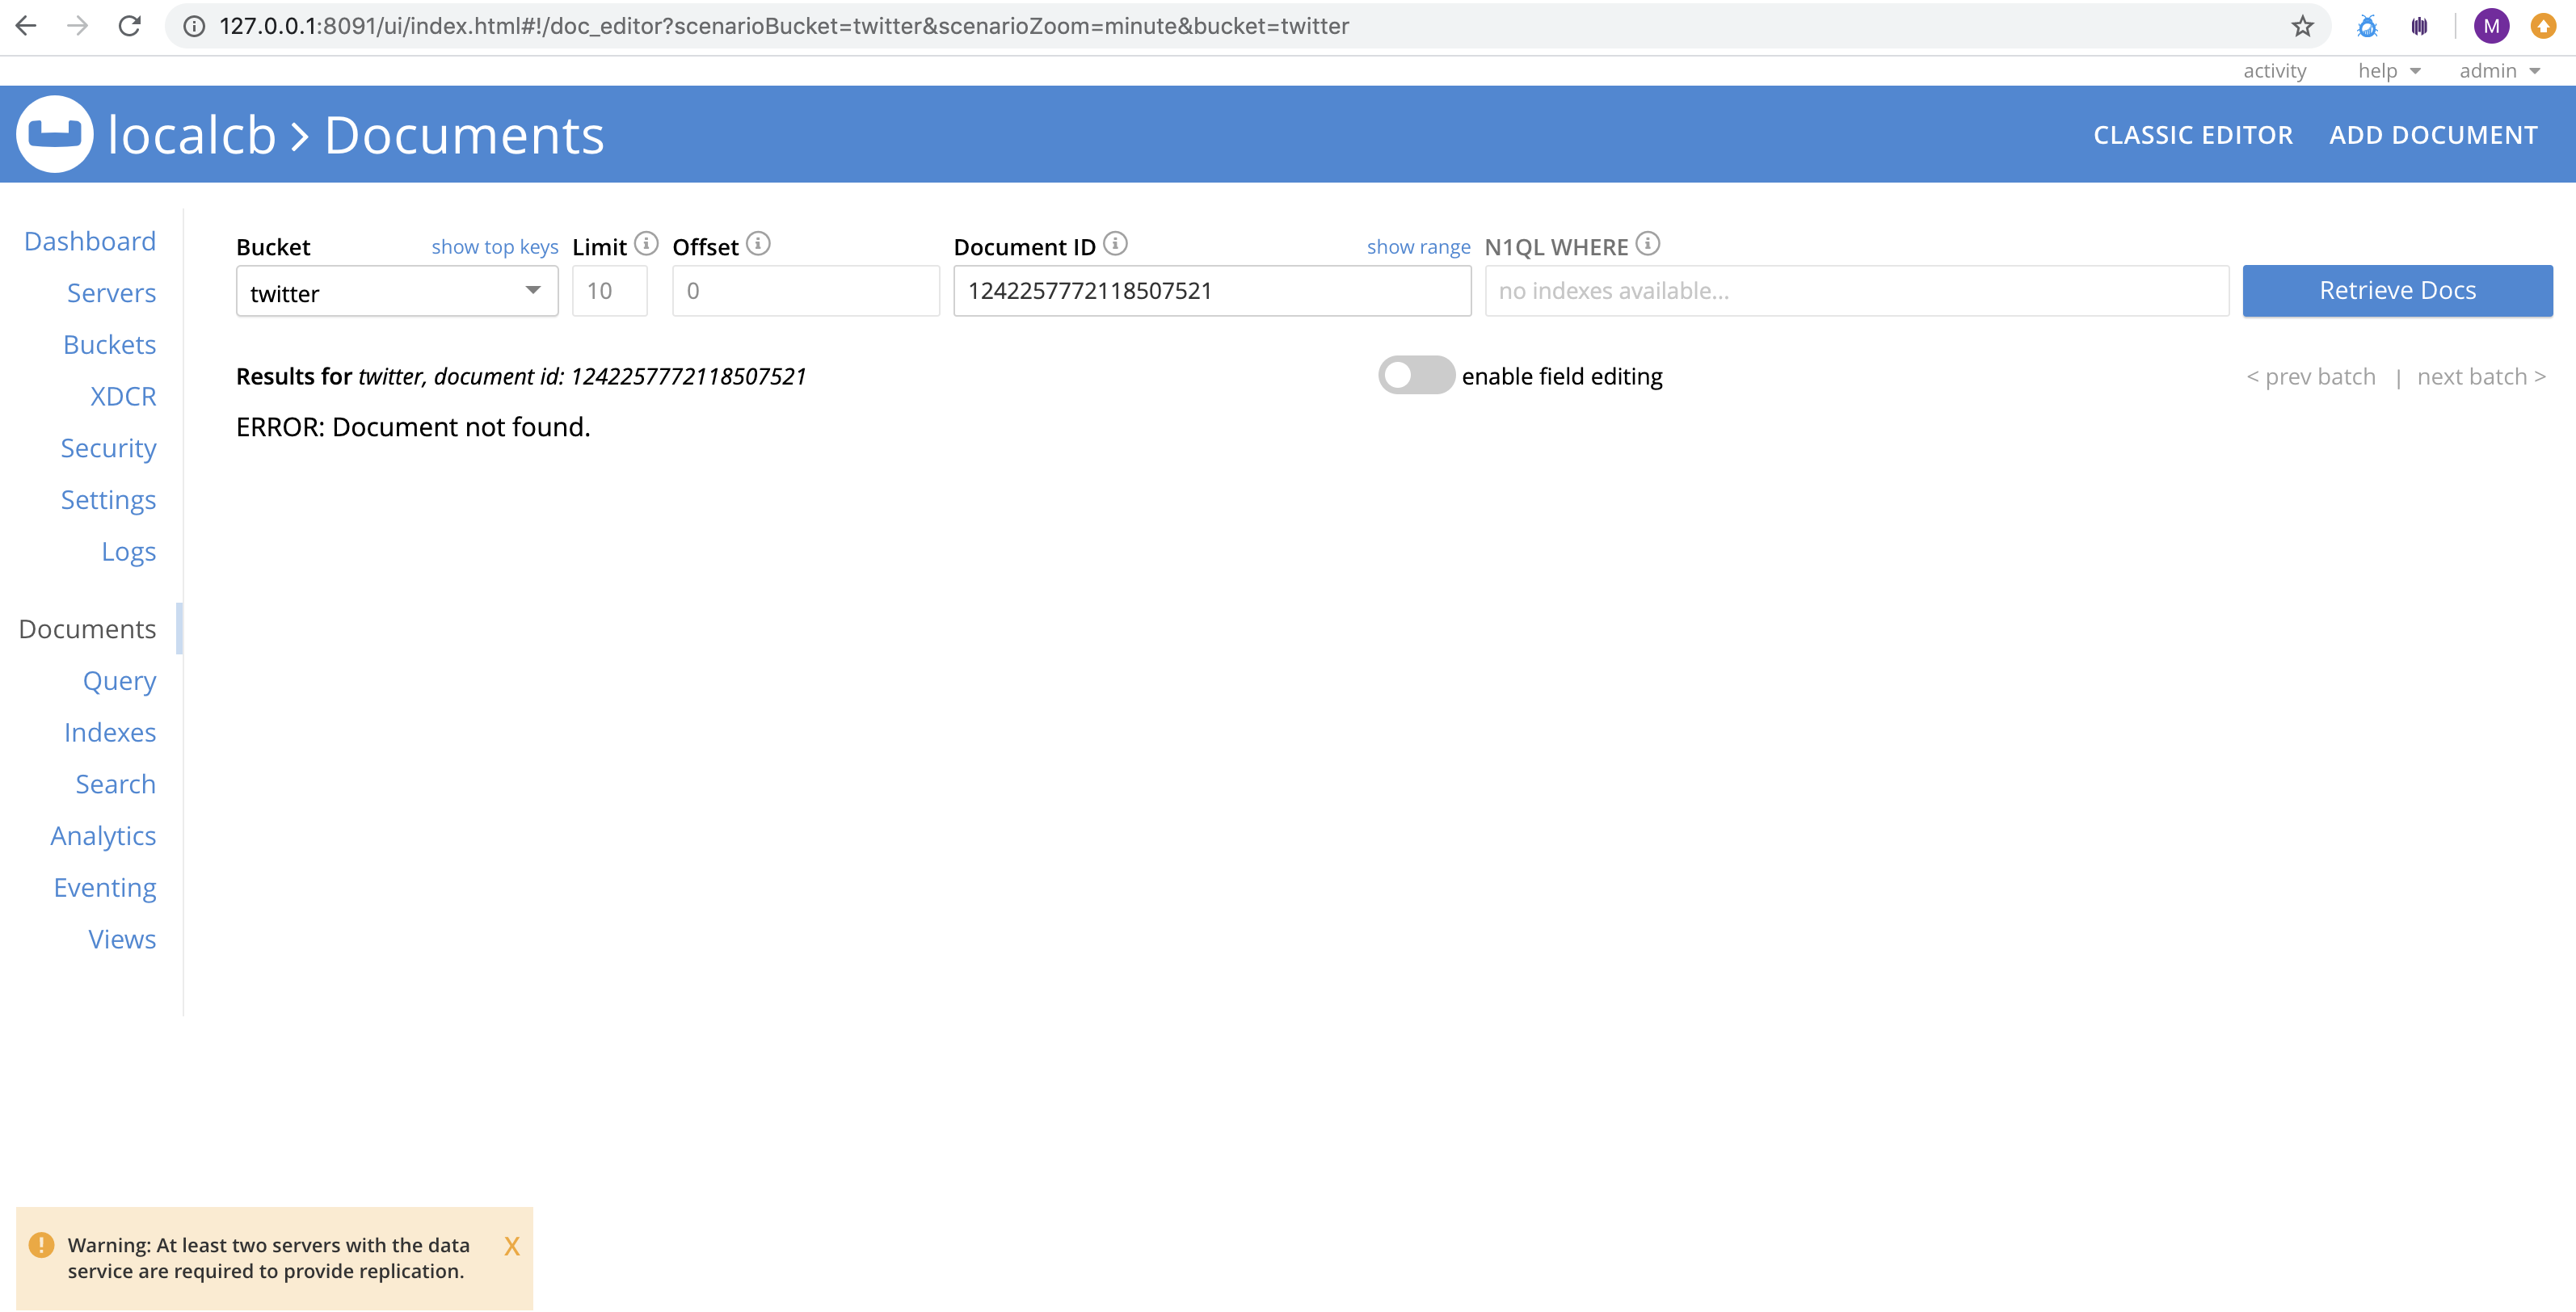 127.0.0.1:8091/ui/index.html#!/doc_editor?scenarioBucket=twitter&scenarioZoom=minute&bucket=twitter
M
activity help admin
localcb > Documents
CLASSIC EDITOR ADD DOCUMENT
Dashboard
Servers
Buckets
XDCR
Security
Settings
Logs
Documents
Query
Indexes
Search
Analytics
Eventing
Views
Bucket show top keys Limit Offset Document ID show range N1QL WHERE
twitter 10 0 1242257772118507521 no indexes available... Retrieve Docs
Results for twitter, document id: 1242257772118507521 enable field editing < prev batch | next batch >
ERROR: Document not found.
Warning: At least two servers with the data X
service are required to provide replication.